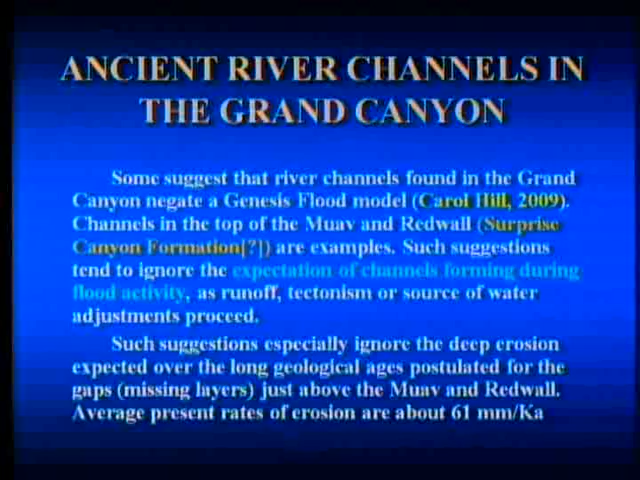 ANCIENT RIVER CHANNELS IN
THE GRAND CANYON
Some suggest that river channels found in the Grand
Canyon negate a Genesis Flood model (Carol Hill, 2009).
Channels in the top of the Muav and Redwall (Surprise
Canyon Formation[?]) are examples. Such suggestions
tend to ignore the expectation of channels forming during
flood activity, as runoff, tectonism or source of water
adjustments proceed.
Such suggestions especially ignore the deep erosion
expected over the long geological ages postulated for the
gaps (missing layers) just above the Muav and Redwall.
Average present rates of erosion are about 61 mm/Ka